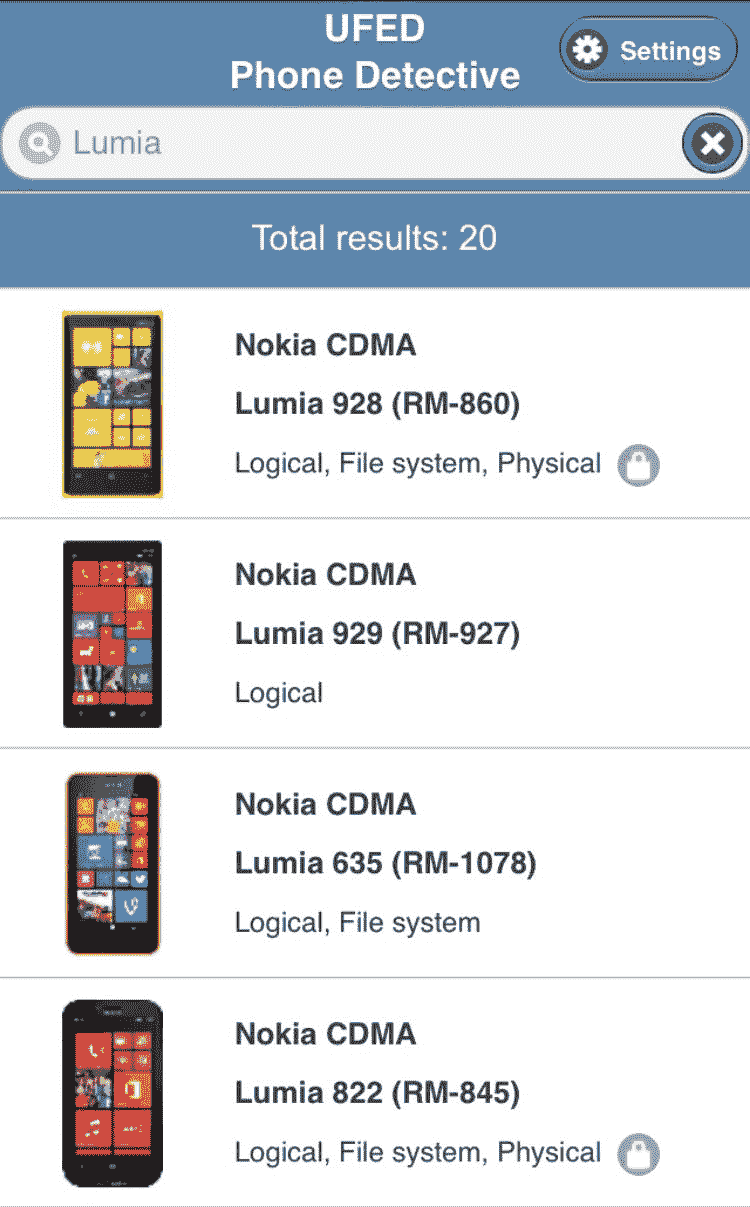 UFED
Phone Detective
Settings
Lumia
Total results: 20
Nokia CDMA
Lumia 928 (RM-860)
Logical, File system, Physical
Nokia CDMA
Lumia 929 (RM-927)
Logical
Nokia CDMA
Lumia 635 (RM-1078)
Logical, File system
Nokia CDMA
Lumia 822 (RM-845)
Logical, File system, Physical